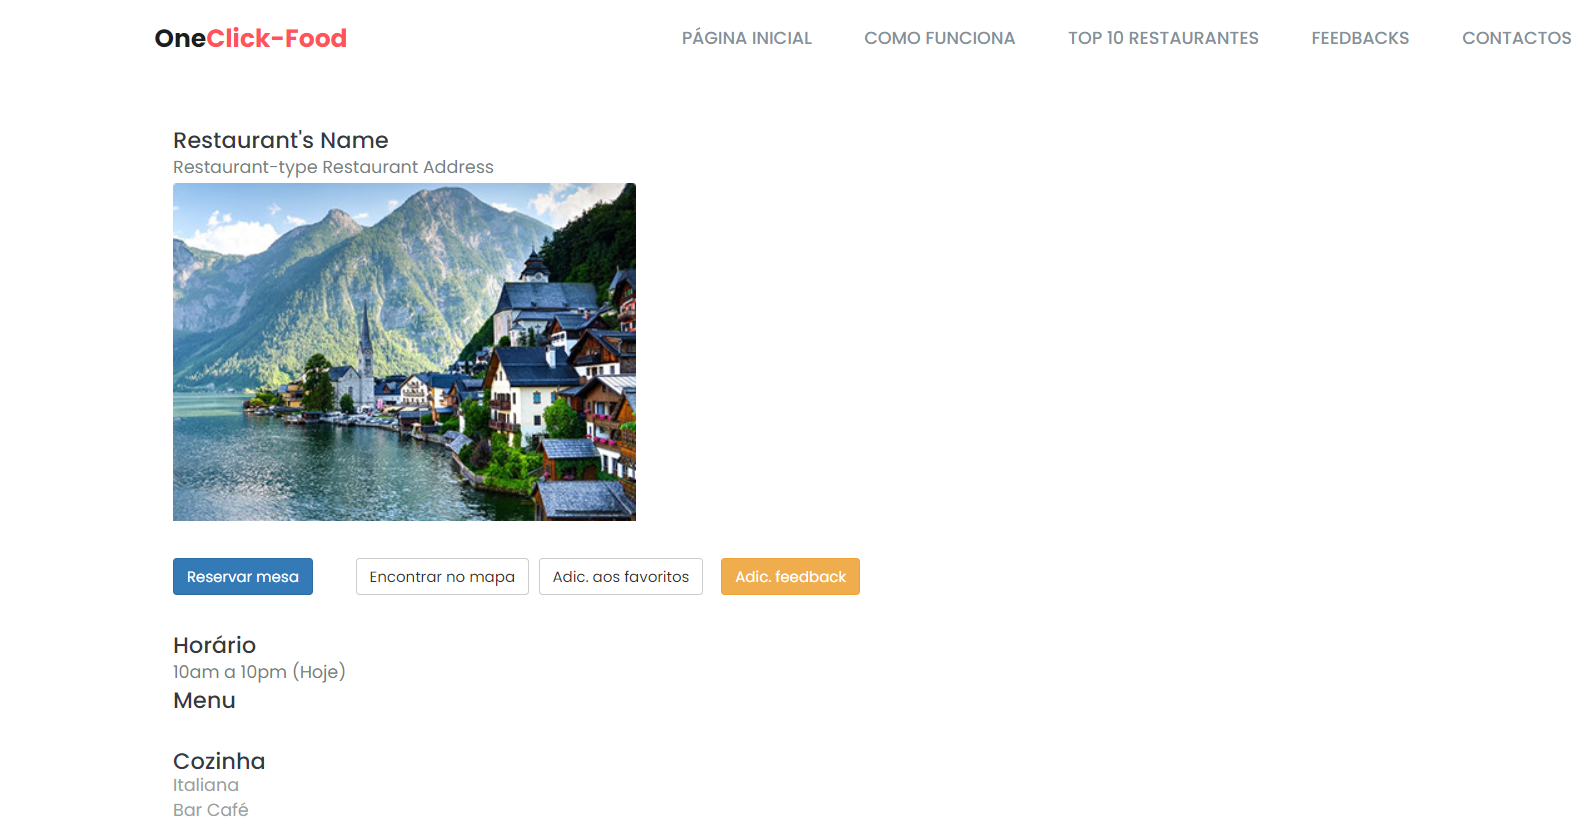 OneClick-Food
PÁGINA INICIAL COMO FUNCIONA TOP 10 RESTAURANTES FEEDBACKS CONTACTOS
Restaurant's Name
Restaurant-type Restaurant Address
Reservar mesa Encontrar no mapa Adic. aos favoritos Adic. feedback
Horário
10am a 10pm (Hoje)
Menu
Cozinha
Italiana
Bar Café